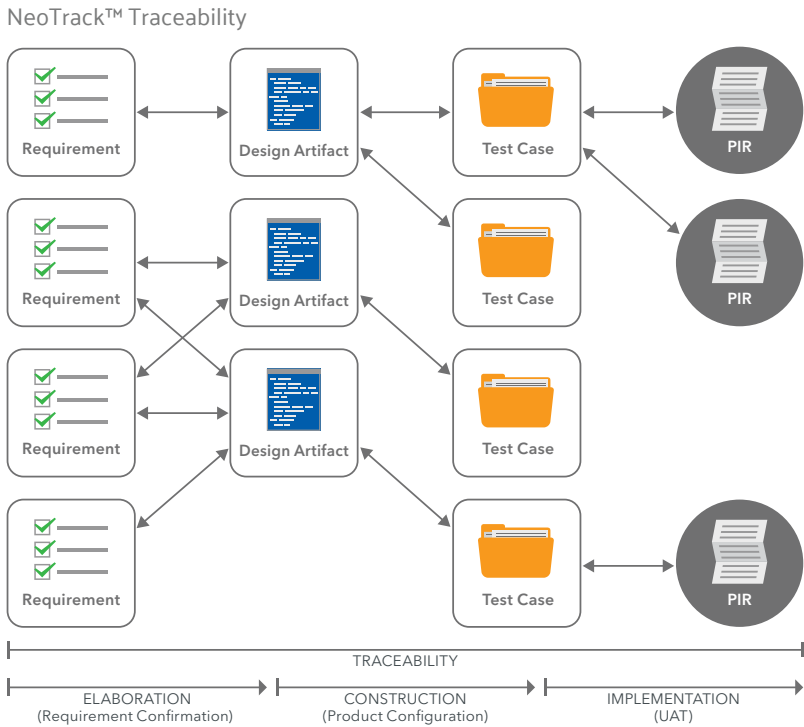 NeoTrack™ Traceability
Requirement
Design Artifact
Test Case
PIR
Requirement
Design Artifact
Test Case
PIR
Requirement
Design Artifact
Test Case
Requirement
Test Case
PIR
TRACEABILITY
ELABORATION
(Requirement Confirmation)
CONSTRUCTION
(Product Configuration)
IMPLEMENTATION
(UAT)